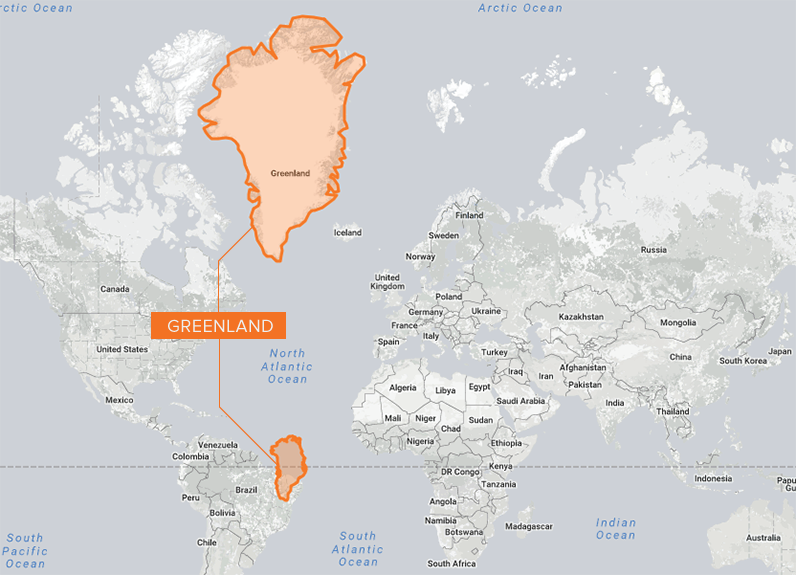 rctic Ocean
Arctic Ocean
Greenland
Iceland
Finland
Sweden
Norway
Russia
Canada
United
Kingdom
Poland
Germany
Ukraine
Kazakhstan
Mongolia
GREENLAND
France
Italy
Spain
United States
North
Atlantic
Ocean
Turkey
China
Japan
South Korea
Iraq
Iran
Afghanistan
Pakistan
Algeria
Libya
Egypt
Saudi Arabia
India
Mexico
Mali
Niger
Chad
Sudan
Thailand
Nigeria
Ethiopia
Venezuela
Colombia
DR Congo
Kenya
Tanzania
Indonesia
Papu
Gu
Brazil
Peru
Bolivia
Angola
Namibia
Botswana
Madagascar
Indian
Ocean
South
Pacific
Ocean
Chile
South
Atlantic
Ocean
South Africa
Australia